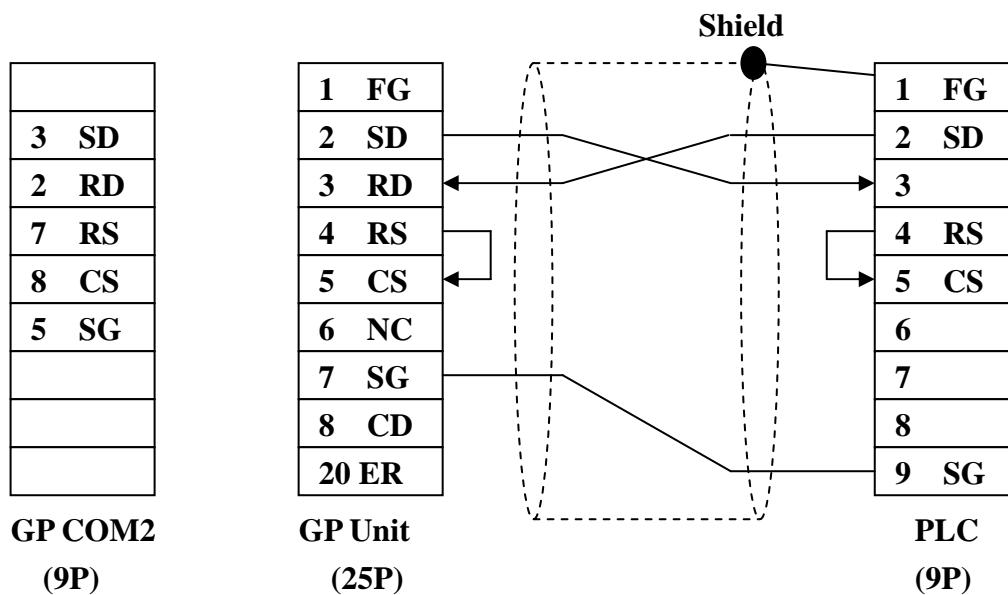 Shield
3 SD
2 RD
7 RS
8 CS
5 SG
GP COM2
(9P)
1 FG
2 SD
3 RD
4 RS
5 CS
6 NC
7 SG
8 CD
20 ER
GP Unit
(25P)
1 FG
2 SD
3
4 RS
5 CS
6
7
8
9 SG
PLC
(9P)